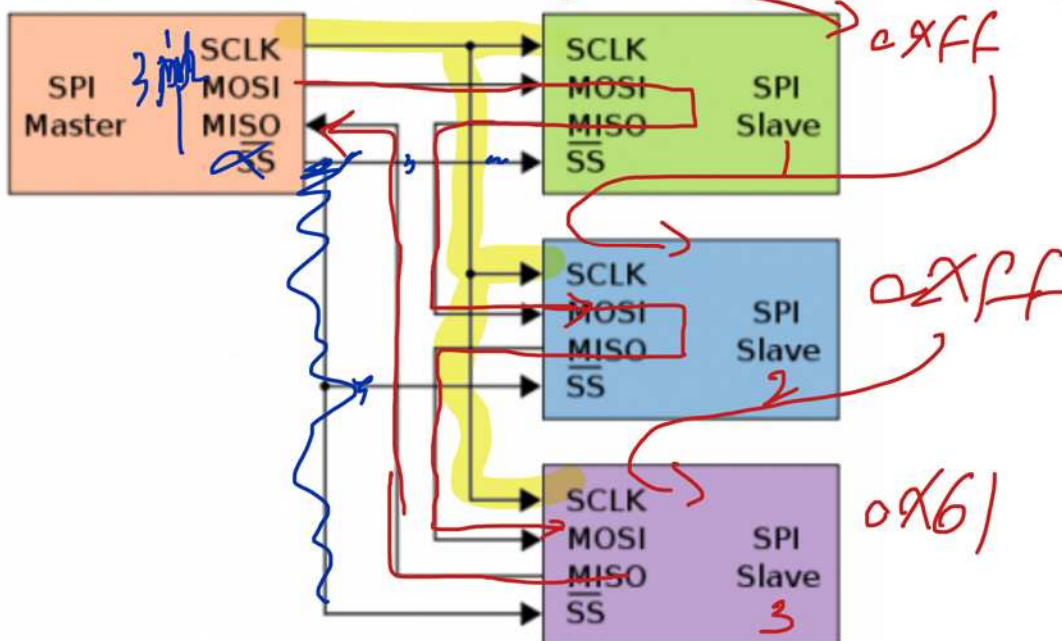 SPI
Master
SCLK
MOSI
MISO
SS
SCLK
MOSI
MISO
SS
SPI
Slave
1
0xff
SCLK
MOSI
MISO
SS
SPI
Slave
2
0xff
SCLK
MOSI
MISO
SS
SPI
Slave
3
0x61